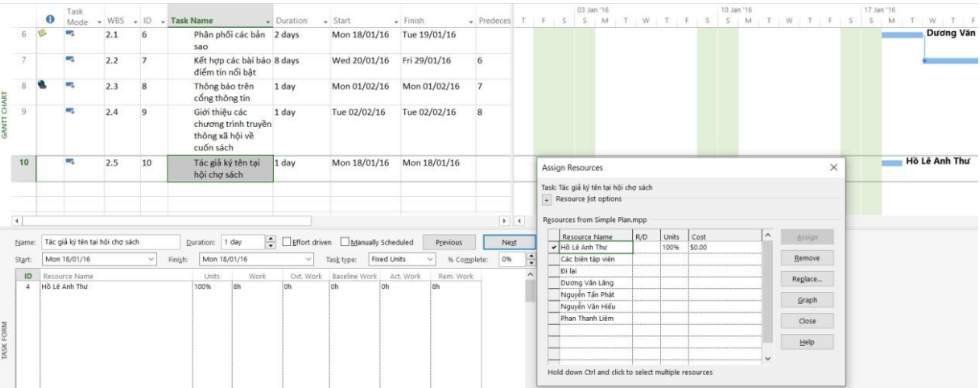 Task Mode WBS ID Task Name Duration Start Finish Predeces
03 Jan '16 10 Jan '16 17 Jan '16
T F S S M T W T F S S M T W T F S S M T W T F
6 2.1 6 Phân phối các bản sao 2 days Mon 18/01/16 Tue 19/01/16 Dương Văn
7 2.2 7 Kết hợp các bài báo điểm tin nổi bật 8 days Wed 20/01/16 Fri 29/01/16 6
8 2.3 8 Thông báo trên cổng thông tin 1 day Mon 01/02/16 Mon 01/02/16 7
9 2.4 9 Giới thiệu các chương trình truyền thông xã hội về cuốn sách 1 day Tue 02/02/16 Tue 02/02/16 8
10 2.5 10 Tác giả ký tên tại hội chợ sách 1 day Mon 18/01/16 Mon 18/01/16 Hồ Lê Anh Thư
GANTT CHART
Name: Tác giả ký tên tại hội chợ sách Duration: 1 day Effort driven Manually Scheduled Previous Next
Start: Mon 18/01/16 Finish: Mon 18/01/16 Task type: Fixed Units % Complete: 0%
ID Resource Name Units Work Ovt. Work Baseline Work Act. Work Rem. Work
4 Hồ Lê Anh Thư 100% 8h 0h 0h 0h 8h
TASK FORM
Assign Resources
Task: Tác giả ký tên tại hội chợ sách
+ Resource list options
Resources from Simple Plan.mpp
Resource Name R/D Units Cost
Hồ Lê Anh Thư 100% $0.00
Các biên tập viên
Đi lại
Dương Văn Lãng
Nguyễn Tấn Phát
Nguyễn Văn Hiếu
Phan Thanh Liêm
Assign
Remove
Replace...
Graph
Close
Help
Hold down Ctrl and click to select multiple resources